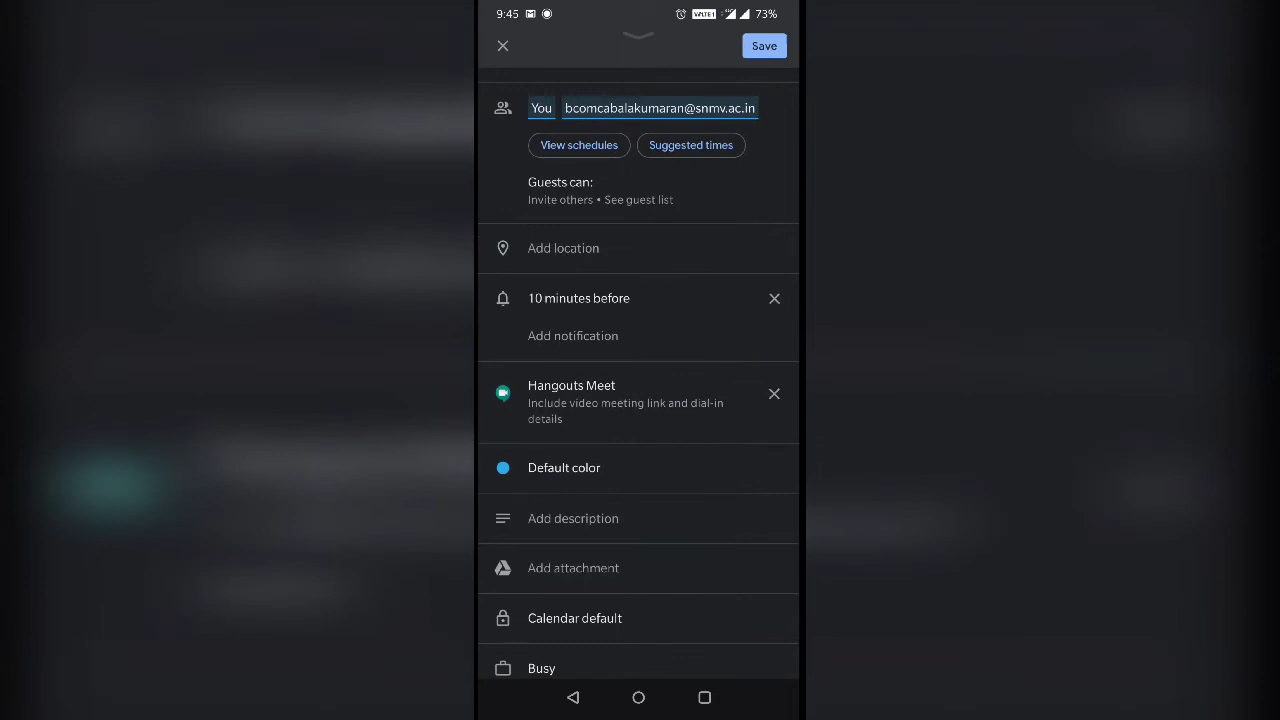 9:45 VoLTE1 73%
Save
You bcomcabalakumaran@snmv.ac.in
View schedules Suggested times
Guests can:
Invite others • See guest list
Add location
10 minutes before
Add notification
Hangouts Meet
Include video meeting link and dial-in
details
Default color
Add description
Add attachment
Calendar default
Busy